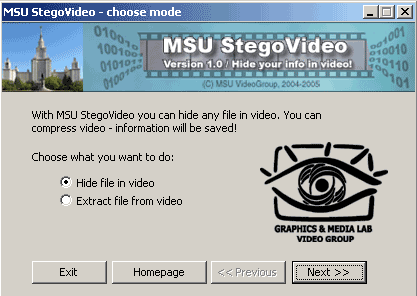 MSU StegoVideo - choose mode
MSU StegoVideo
Version 1.0 / Hide your info in video!
(C) MSU VideoGroup, 2004-2005
With MSU StegoVideo you can hide any file in video. You can
compress video - information will be saved!
Choose what you want to do:
Hide file in video
Extract file from video
GRAPHICS & MEDIA LAB
VIDEO GROUP
Exit
Homepage
<< Previous
Next >>